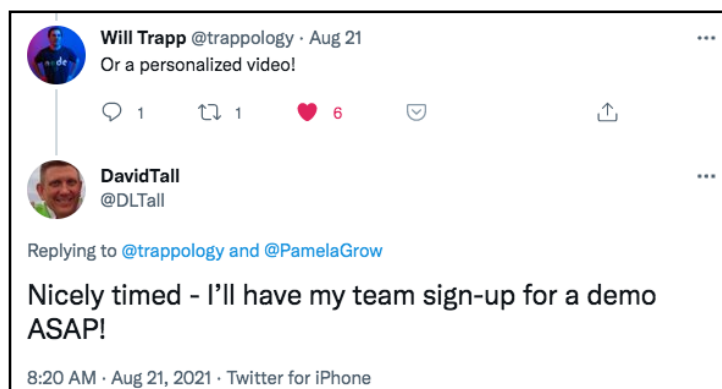 Will Trapp @trappology · Aug 21
Or a personalized video!
1 1 6
DavidTall
@DLTall
Replying to @trappology and @PamelaGrow
Nicely timed - I’ll have my team sign-up for a demo
ASAP!
8:20 AM · Aug 21, 2021 · Twitter for iPhone